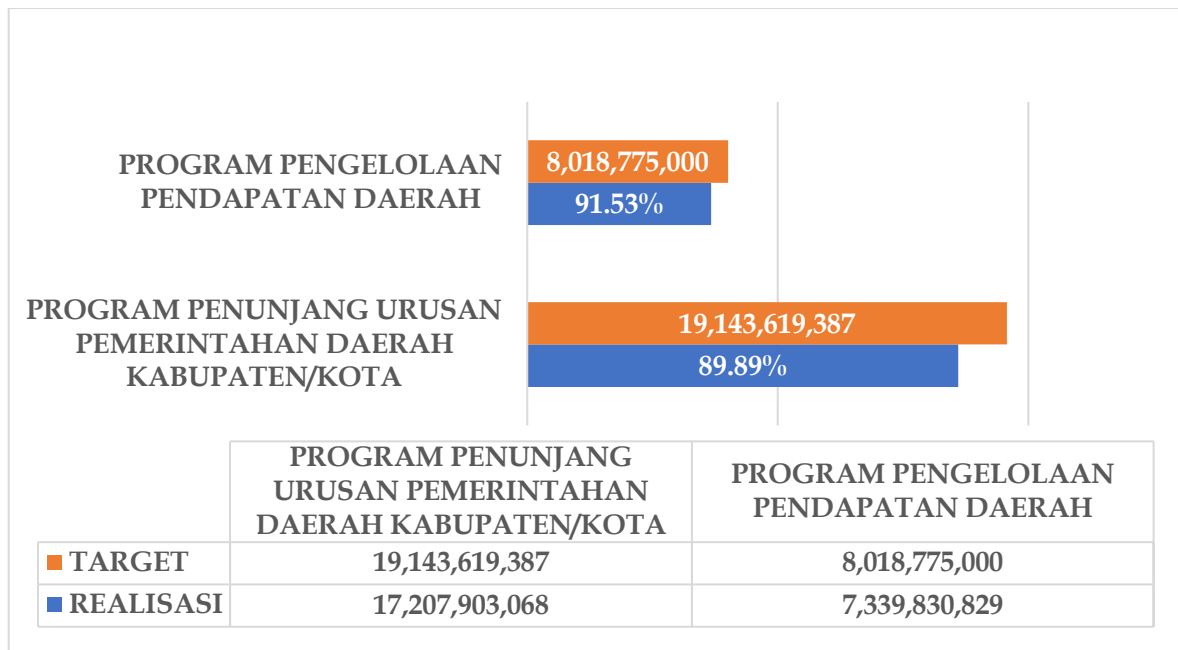 PROGRAM PENGELOLAAN
PENDAPATAN DAERAH
8,018,775,000
91.53%
PROGRAM PENUNJANG URUSAN
PEMERINTAHAN DAERAH
KABUPATEN/KOTA
19,143,619,387
89.89%
PROGRAM PENUNJANG
URUSAN PEMERINTAHAN
DAERAH KABUPATEN/KOTA
PROGRAM PENGELOLAAN
PENDAPATAN DAERAH
TARGET 19,143,619,387 8,018,775,000
REALISASI 17,207,903,068 7,339,830,829